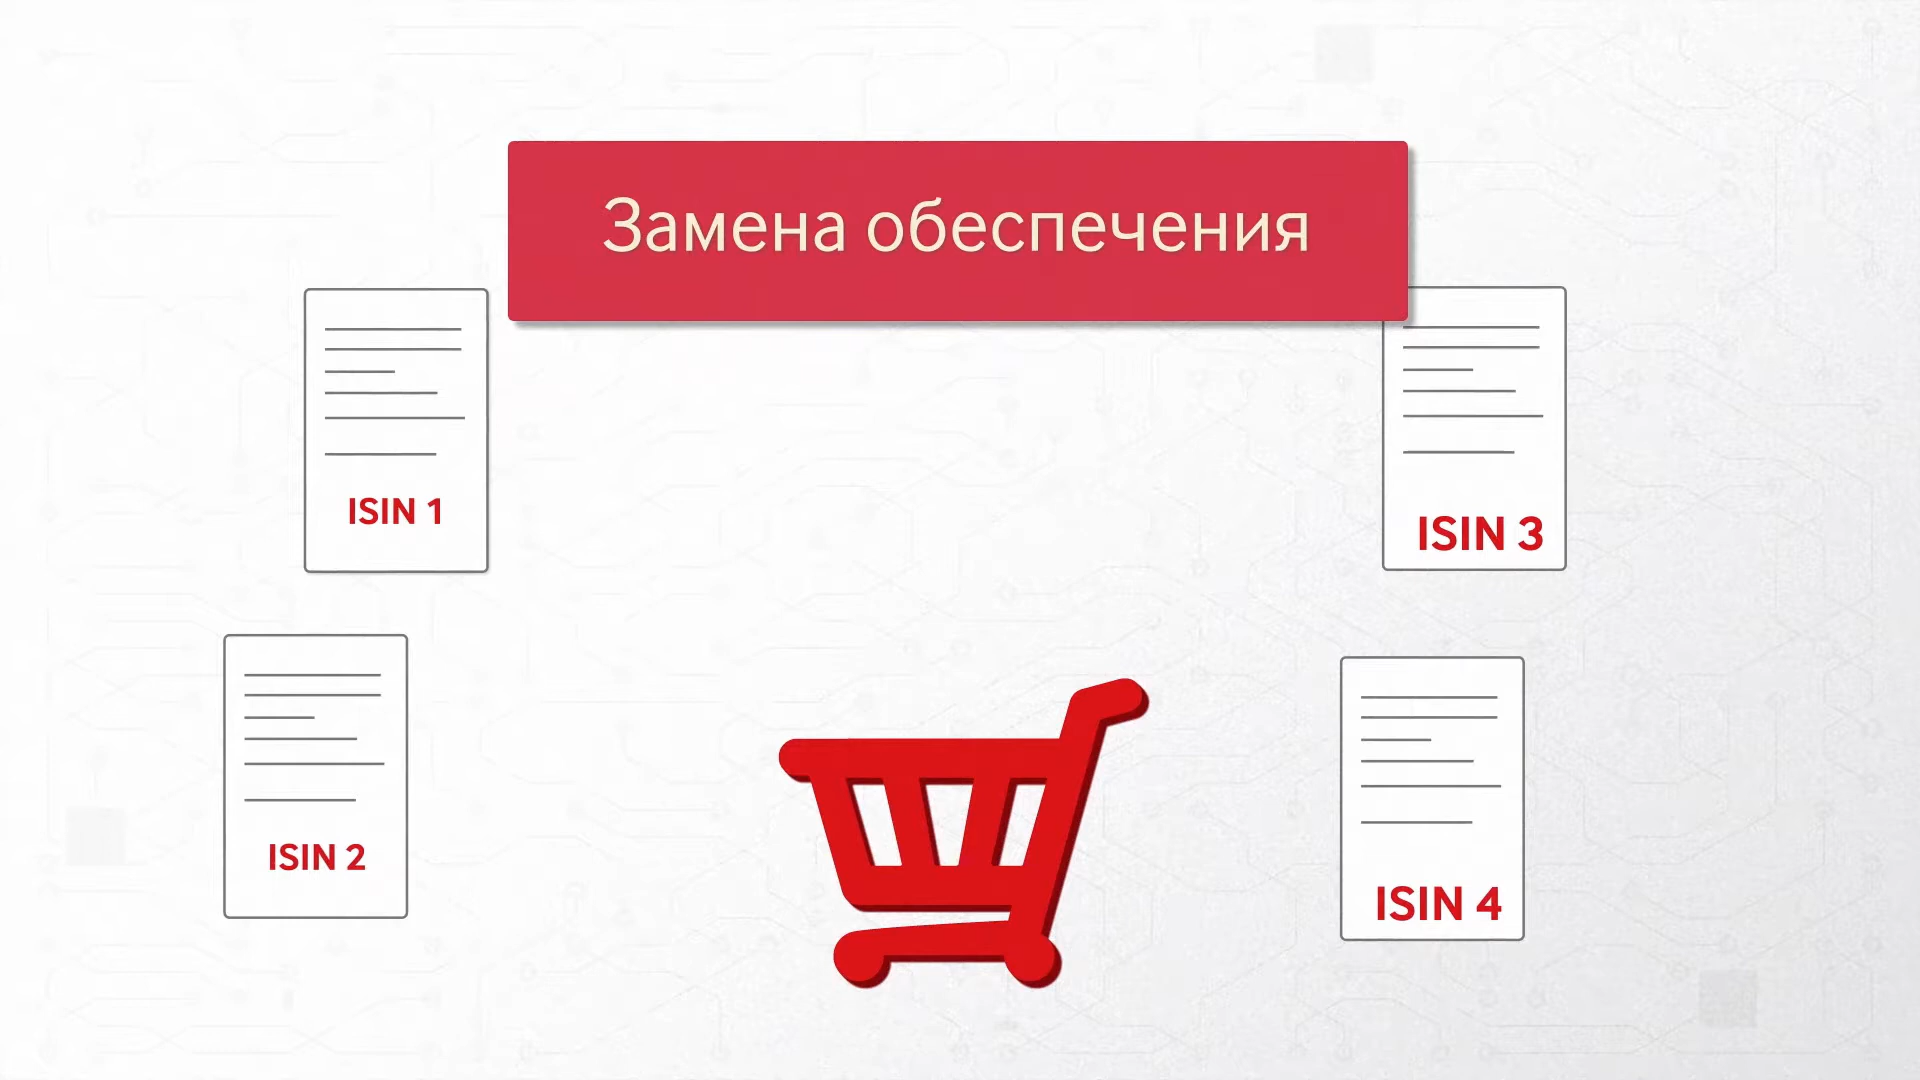 Замена обеспечения
ISIN 1
ISIN 3
ISIN 2
ISIN 4